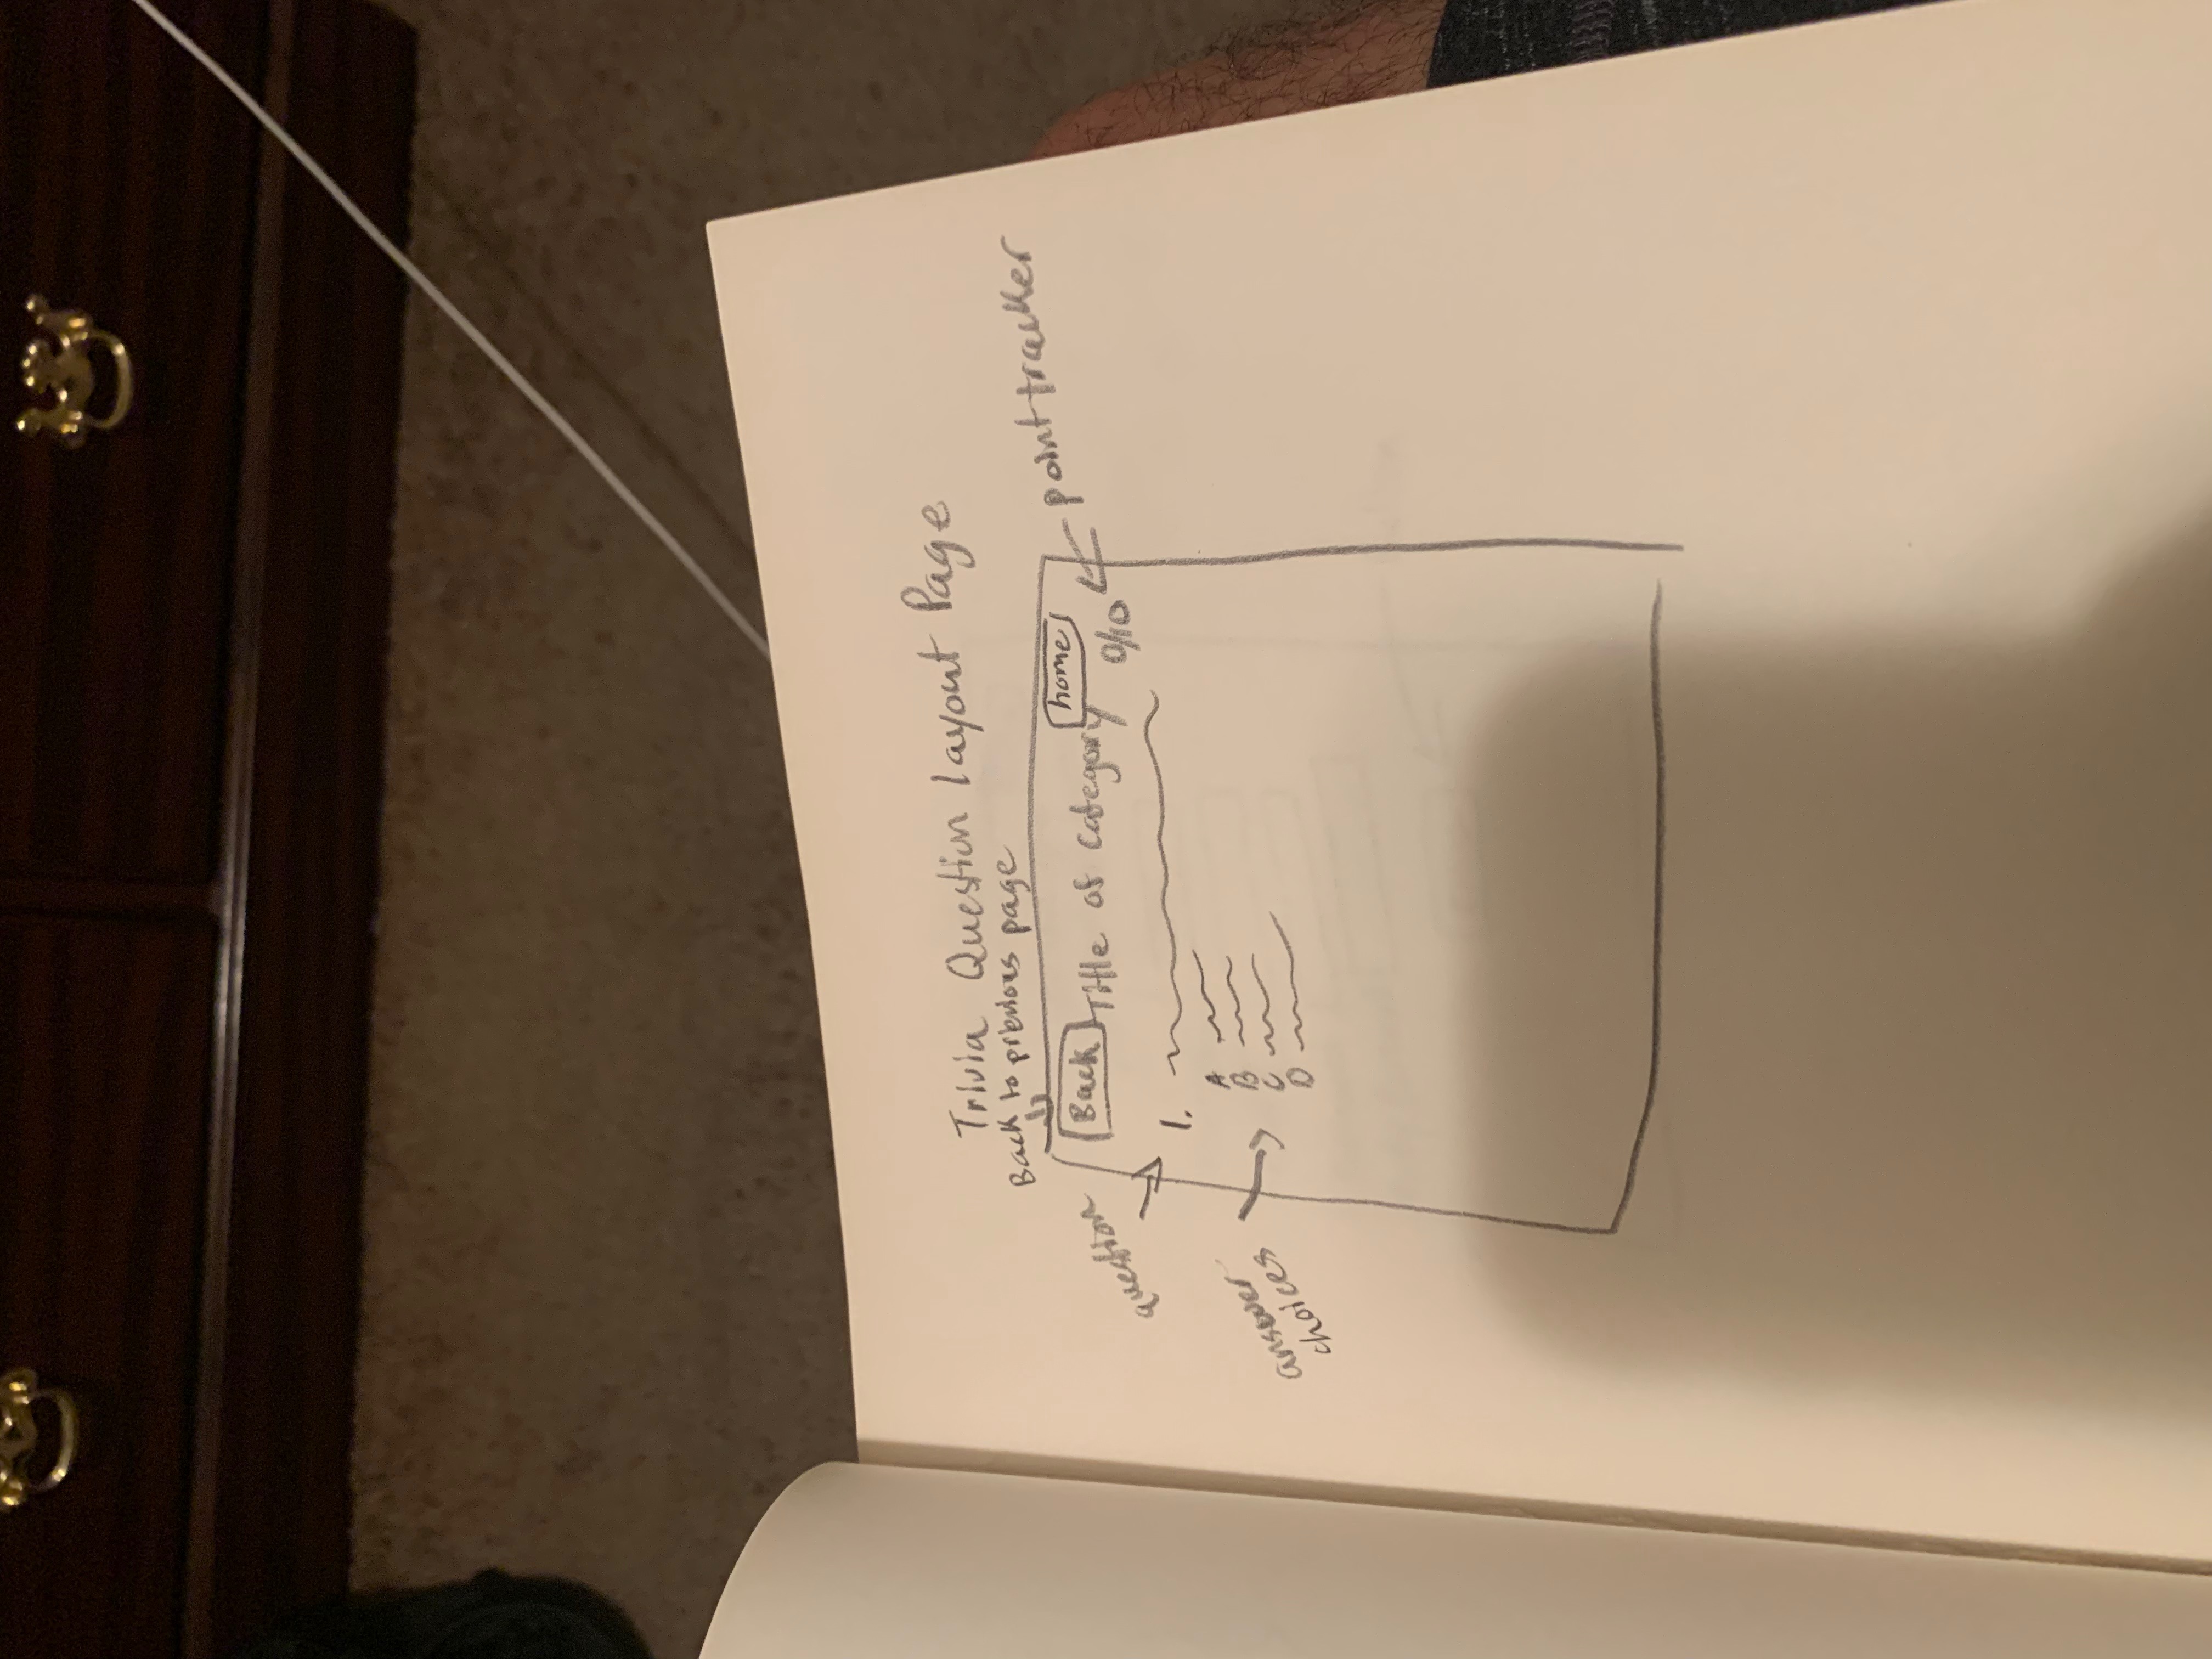 Trivia Question layout Page
Back to previous page
Back
home
Title of Category
0/10
point tracker
question
1.
A
B
C
D
answer
choices